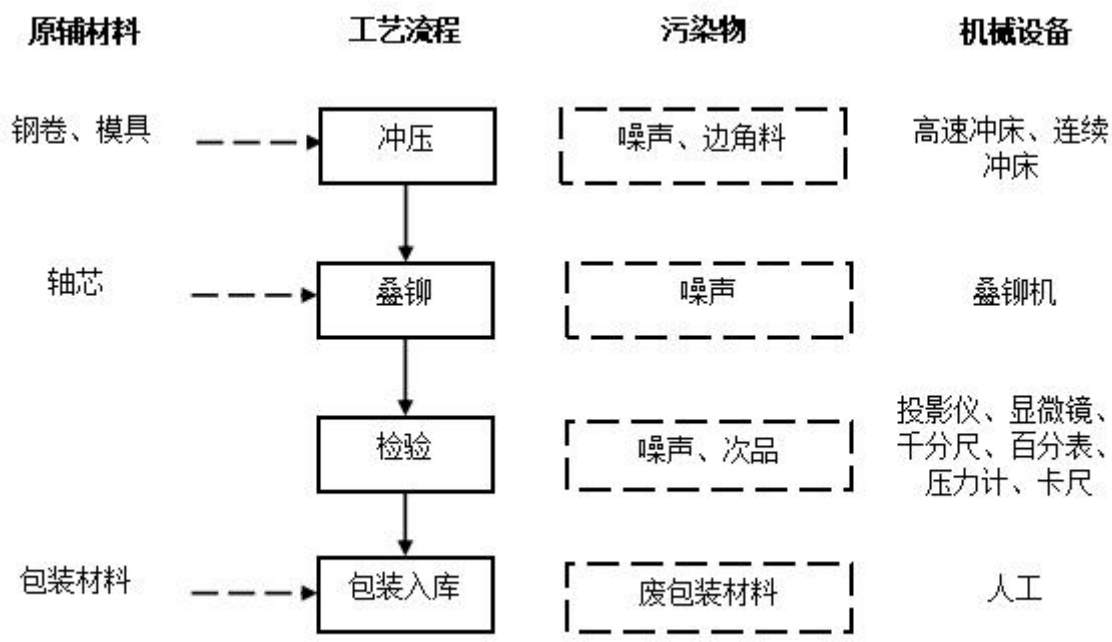 原辅材料 工艺流程 污染物 机械设备
钢卷、模具 冲压 噪声、边角料 高速冲床、连续
冲床
轴芯 叠铆 噪声 叠铆机
检验 噪声、次品 投影仪、显微镜、
千分尺、百分表、
压力计、卡尺
包装材料 包装入库 废包装材料 人工